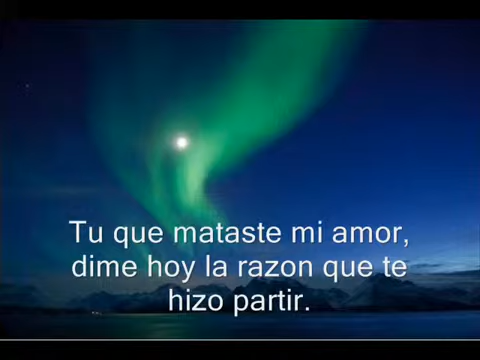 Tu que mataste mi amor,
dime hoy la razon que te
hizo partir.